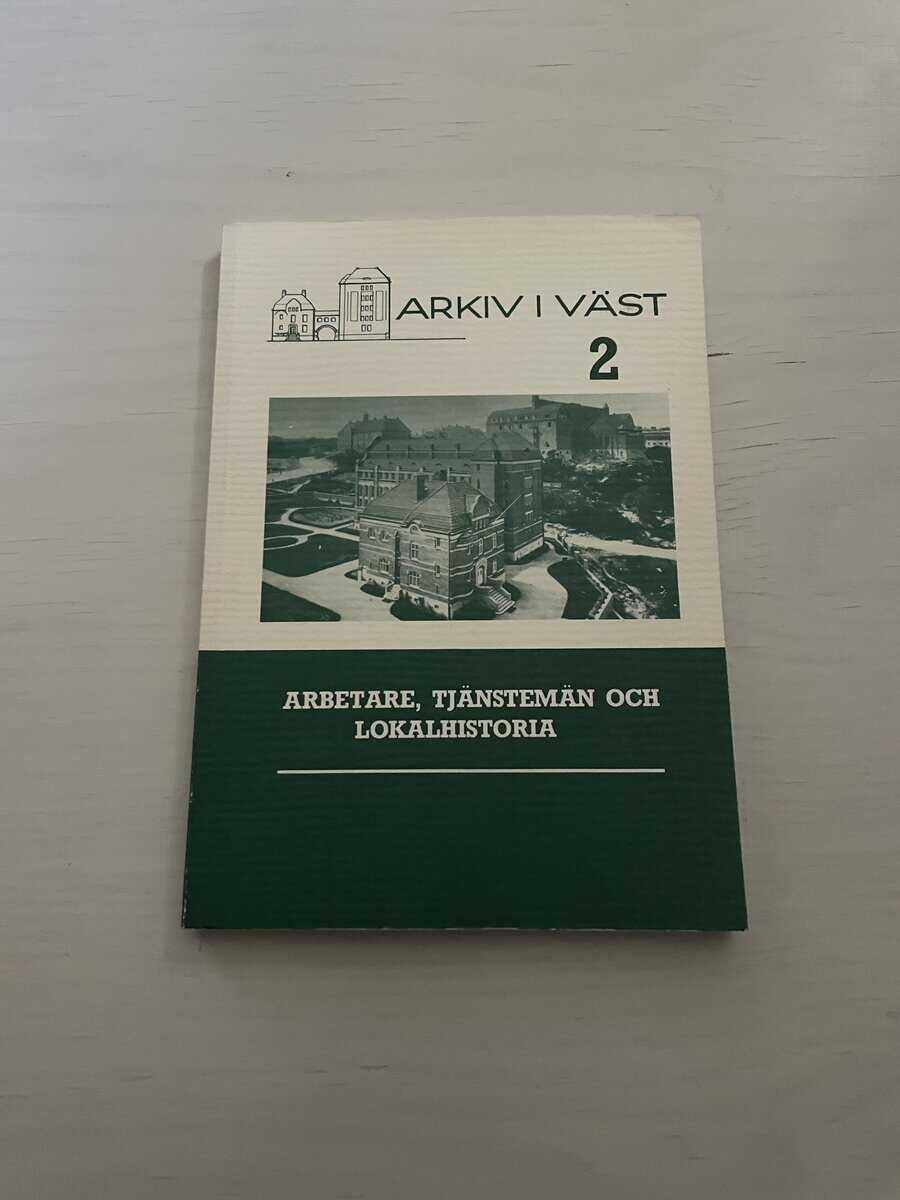 ARKIV I VÄST
2
ARBETARE, TJÄNSTEMÄN OCH
LOKALHISTORIA